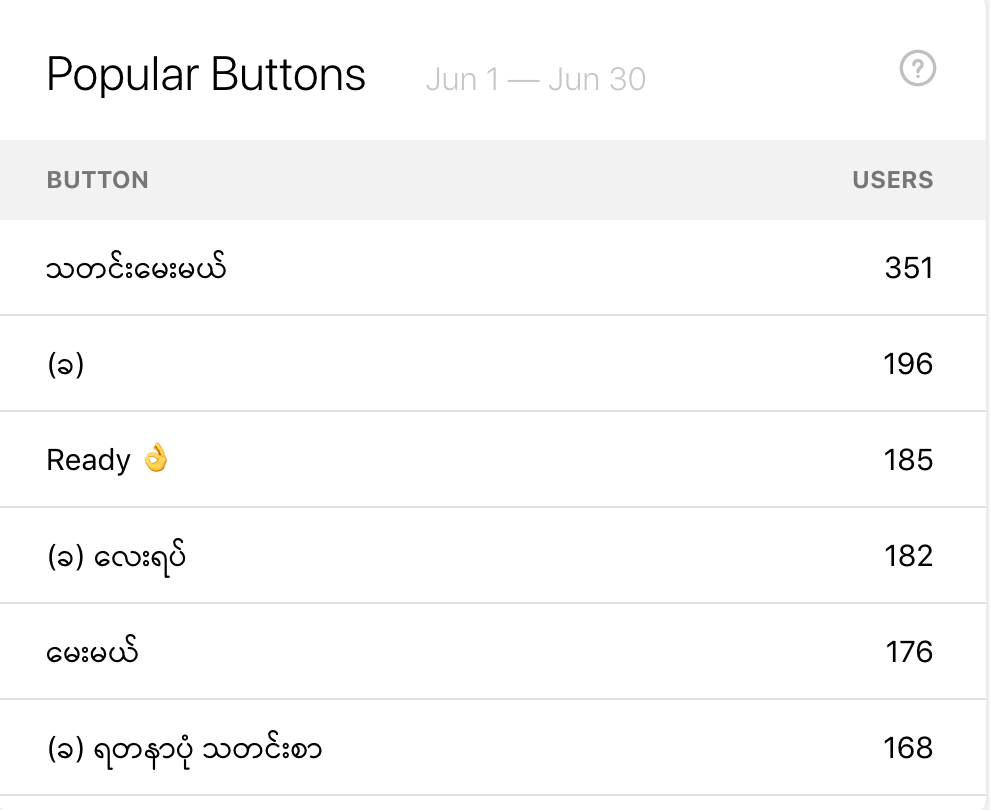 Popular Buttons Jun 1 — Jun 30 ?
BUTTON USERS
သတင်းမေးမယ် 351
(ခ) 196
Ready 👌 185
(ခ) လေးရပ် 182
မေးမယ် 176
(ခ) ရတနာပုံ သတင်းစာ 168